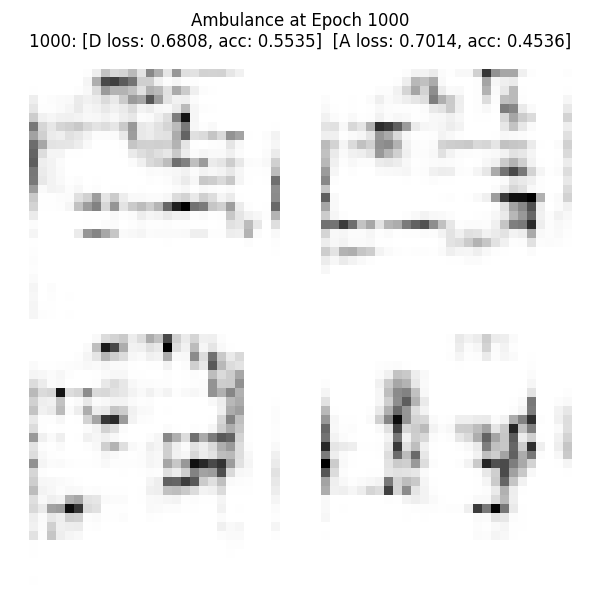 Ambulance at Epoch 1000
1000: [D loss: 0.6808, acc: 0.5535]  [A loss: 0.7014, acc: 0.4536]